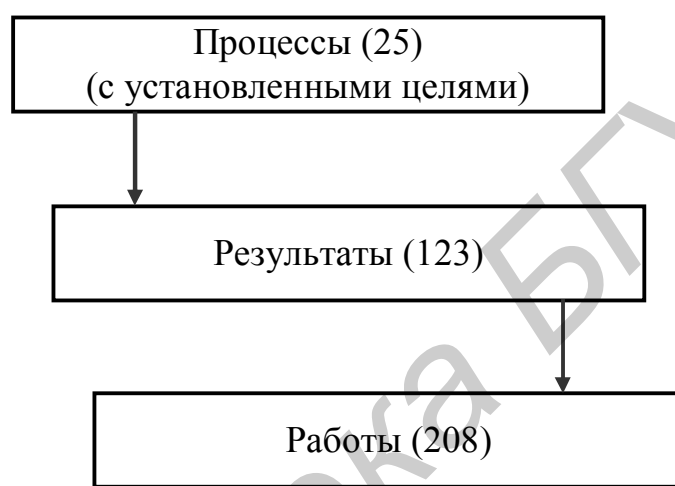 Процессы (25)
(с установленными целями)
Результаты (123)
Работы (208)